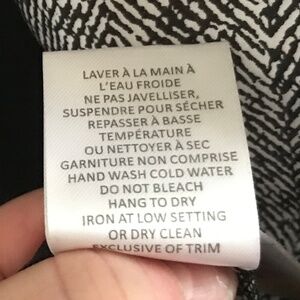 LAVER À LA MAIN À
L'EAU FROIDE
NE PAS JAVELLISER,
SUSPENDRE POUR SÉCHER
REPASSER À BASSE
TEMPÉRATURE
OU NETTOYER À SEC
GARNITURE NON COMPRISE
HAND WASH COLD WATER
DO NOT BLEACH
HANG TO DRY
IRON AT LOW SETTING
OR DRY CLEAN
EXCLUSIVE OF TRIM